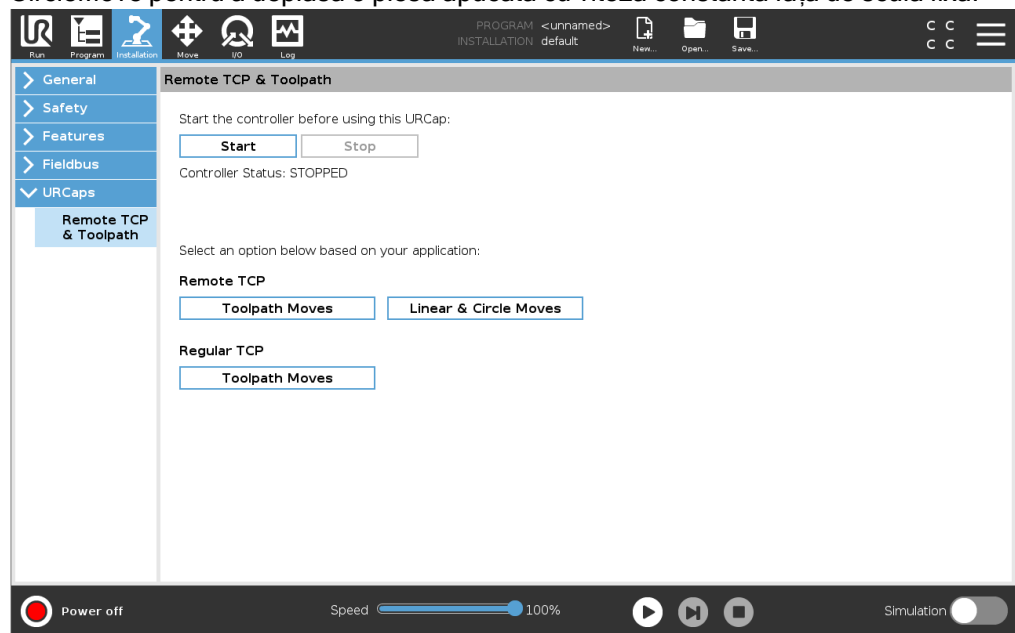 pentru a deplasa o piesă apucată cu viteză constantă față de scula fixă.
UR
Run
Program
Installation
Move
I/O
Log
PROGRAM <unnamed>
INSTALLATION default
New...
Open...
Save...
C C
C C
General
Safety
Features
Fieldbus
URCaps
Remote TCP
& Toolpath
Remote TCP & Toolpath
Start the controller before using this URCap:
Start
Stop
Controller Status: STOPPED
Select an option below based on your application:
Remote TCP
Toolpath Moves
Linear & Circle Moves
Regular TCP
Toolpath Moves
Power off
Speed
100%
Simulation